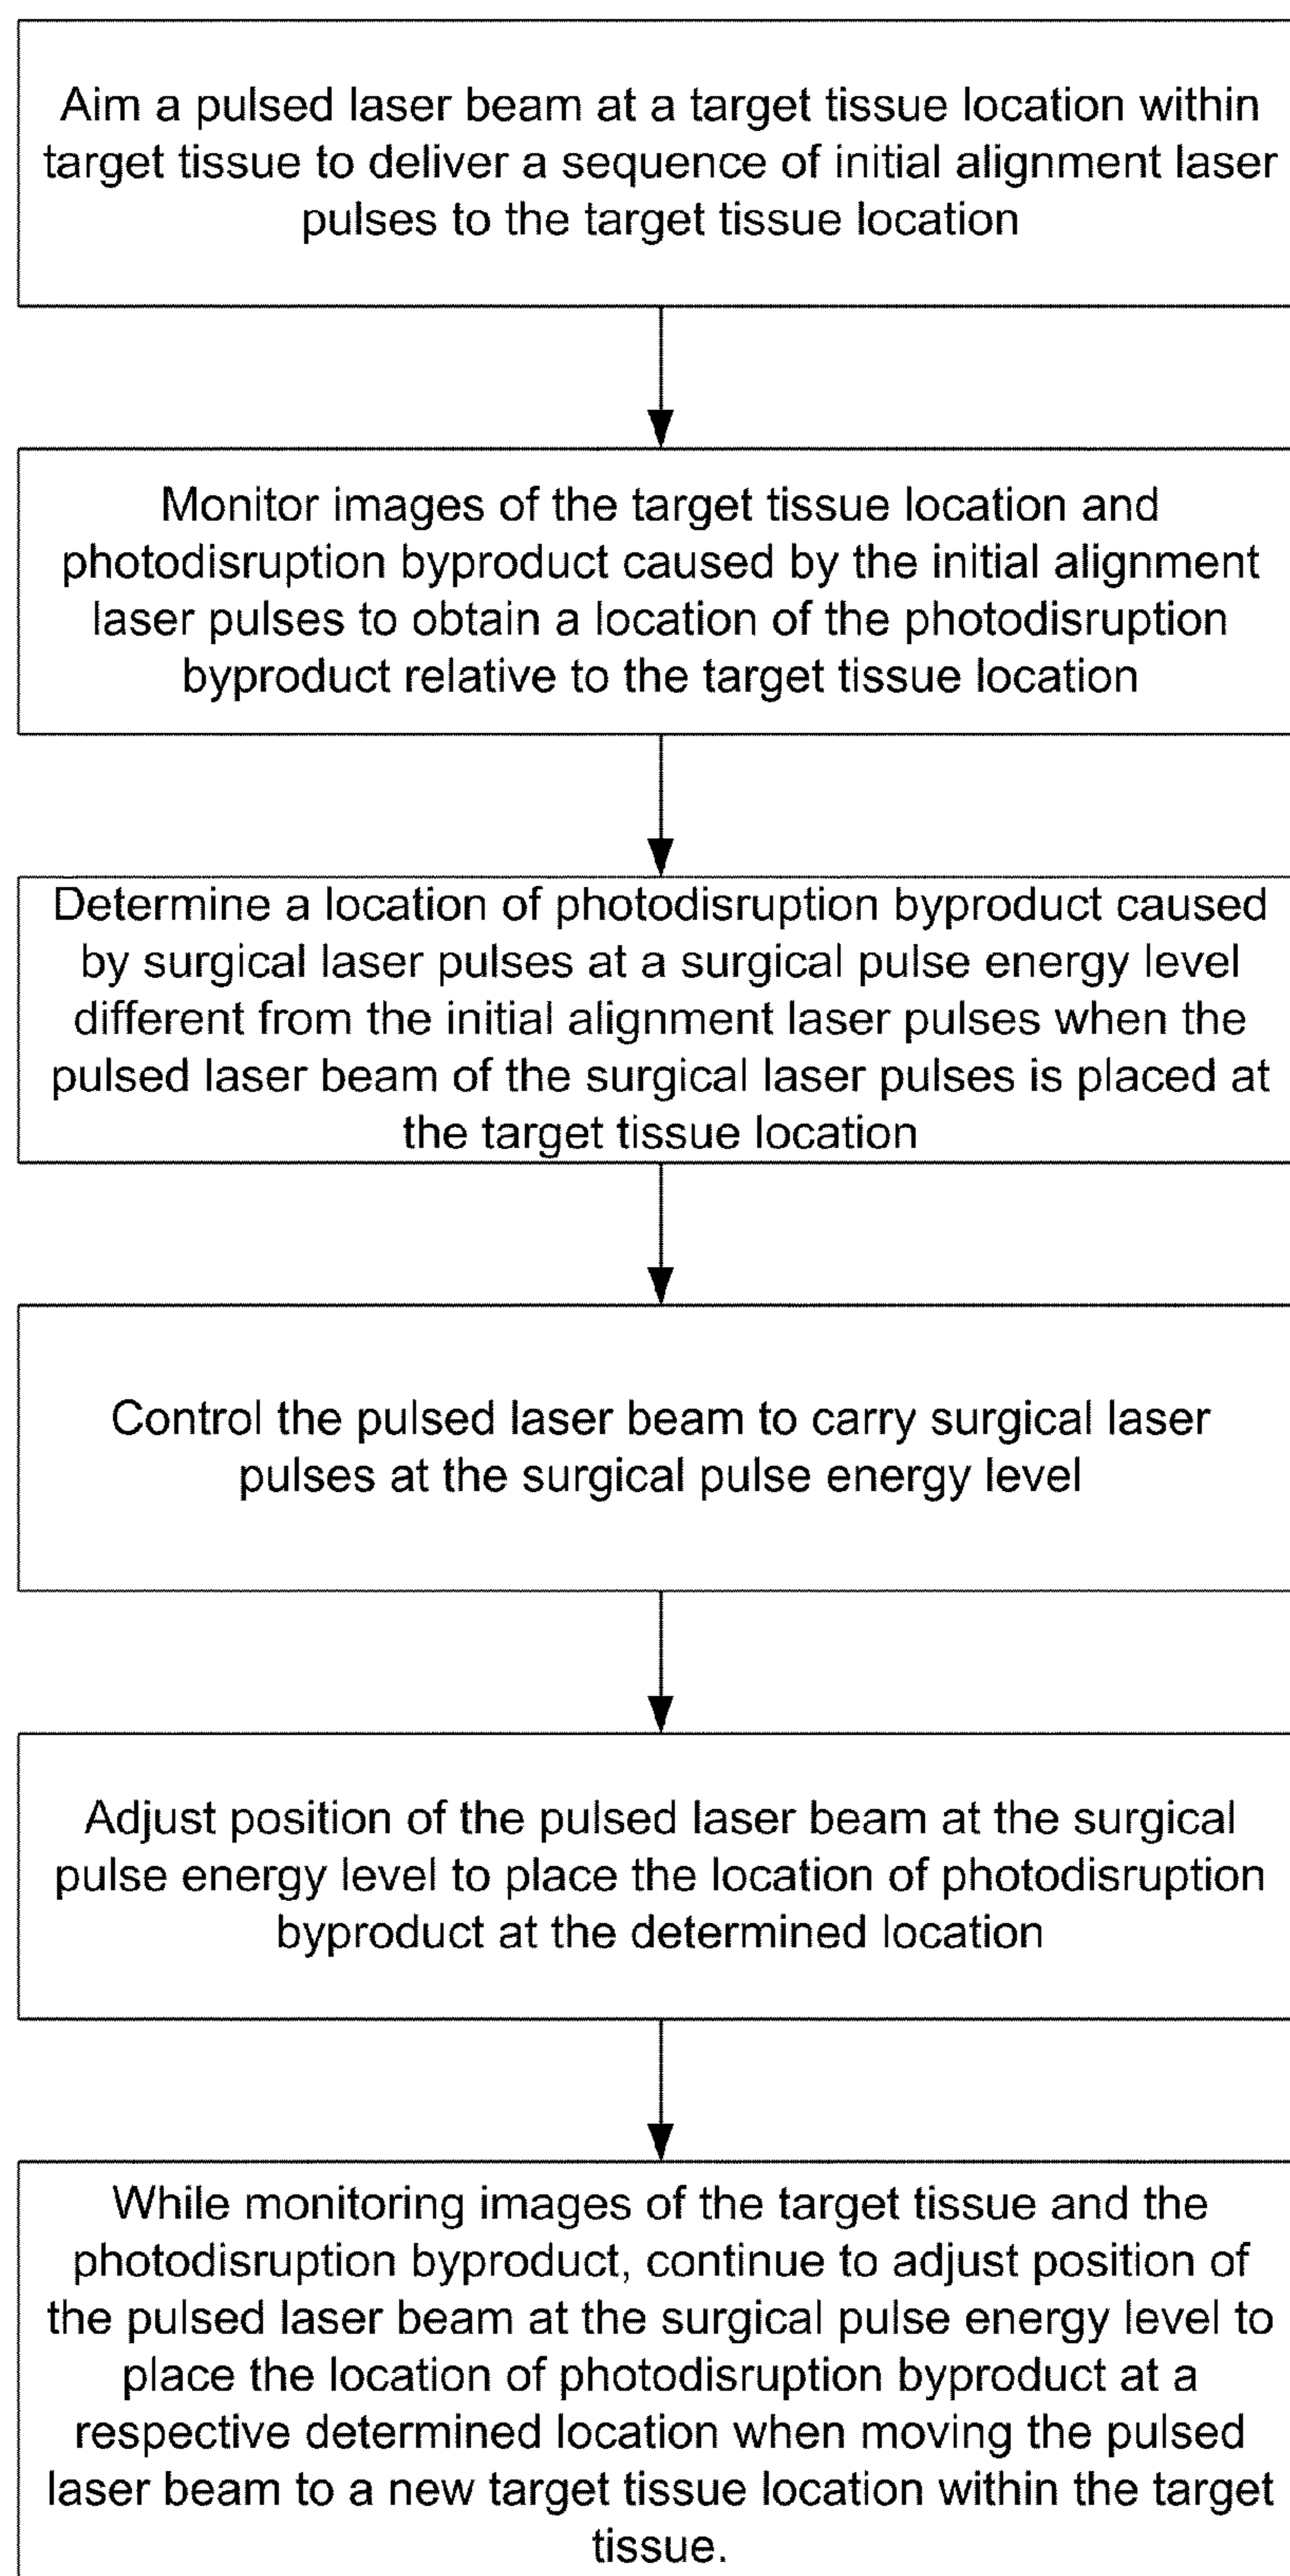 Aim a pulsed laser beam at a target tissue location within
target tissue to deliver a sequence of initial alignment laser
pulses to the target tissue location
Monitor images of the target tissue location and
photodisruption byproduct caused by the initial alignment
laser pulses to obtain a location of the photodisruption
byproduct relative to the target tissue location
Determine a location of photodisruption byproduct caused
by surgical laser pulses at a surgical pulse energy level
different from the initial alignment laser pulses when the
pulsed laser beam of the surgical laser pulses is placed at
the target tissue location
Control the pulsed laser beam to carry surgical laser
pulses at the surgical pulse energy level
Adjust position of the pulsed laser beam at the surgical
pulse energy level to place the location of photodisruption
byproduct at the determined location
While monitoring images of the target tissue and the
photodisruption byproduct, continue to adjust position of
the pulsed laser beam at the surgical pulse energy level to
place the location of photodisruption byproduct at a
respective determined location when moving the pulsed
laser beam to a new target tissue location within the target
tissue.